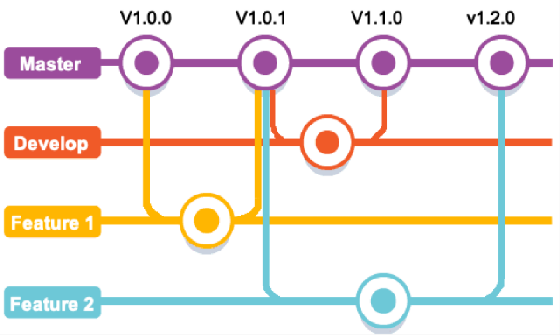 V1.0.0 V1.0.1 V1.1.0 v1.2.0
Master
Develop
Feature 1
Feature 2